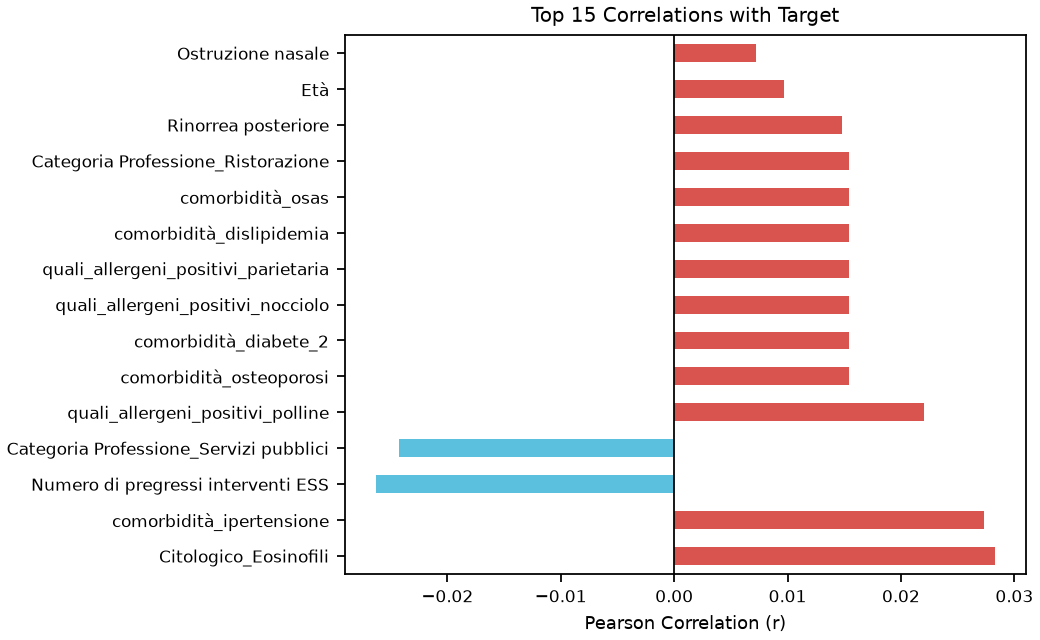 Top 15 Correlations with Target
Ostruzione nasale
Età
Rinorrea posteriore
Categoria Professione_Ristorazione
comorbidità_osas
comorbidità_dislipidemia
quali_allergeni_positivi_parietaria
quali_allergeni_positivi_nocciolo
comorbidità_diabete_2
comorbidità_osteoporosi
quali_allergeni_positivi_polline
Categoria Professione_Servizi pubblici
Numero di pregressi interventi ESS
comorbidità_ipertensione
Citologico_Eosinofili
−0.02 −0.01 0.00 0.01 0.02 0.03
Pearson Correlation (r)